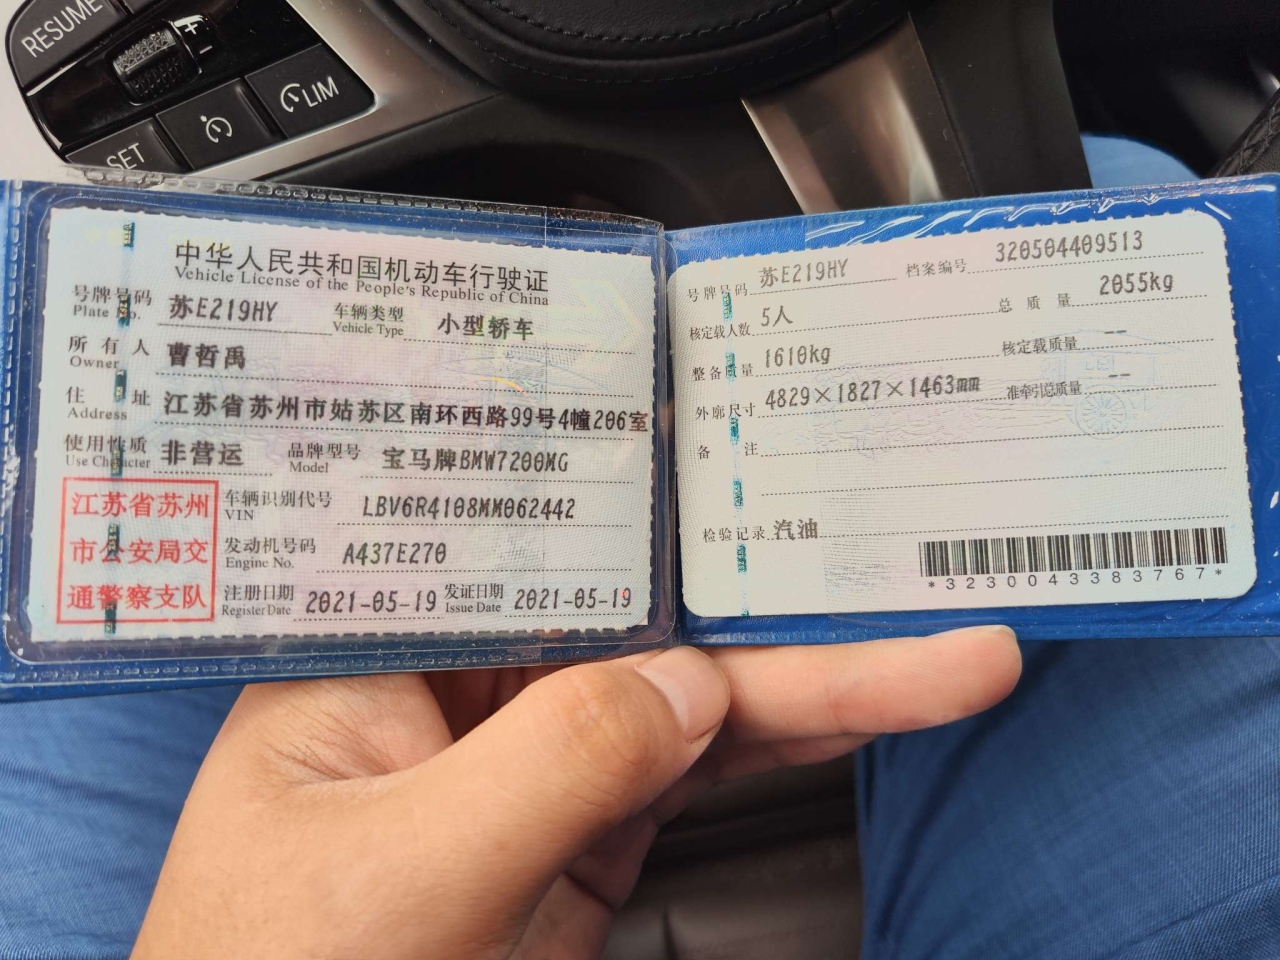 RESUME
+
-
LIM
SET
中华人民共和国机动车行驶证
Vehicle License of the People's Republic of China
号牌号码 苏E219HY 车辆类型 小型轿车
Plate No. Vehicle Type
所有人 曹哲禹
Owner
住址 江苏省苏州市姑苏区南环西路99号4幢206室
Address
使用性质 非营运 品牌型号 宝马牌BMW7200MG
Use Character Model
江苏省苏州
市公安局交
通警察支队
车辆识别代号 LBV6R4108MM062442
VIN
发动机号码 A437E270
Engine No.
注册日期 2021-05-19 发证日期 2021-05-19
Register Date Issue Date
号牌号码 苏E219HY 档案编号 320504409513
核定载人数 5人 总质量 2055kg
整备质量 1610kg 核定载质量 --
外廓尺寸 4829×1827×1463mm 准牵引总质量 --
备注
检验记录 汽油
*3230043383767*